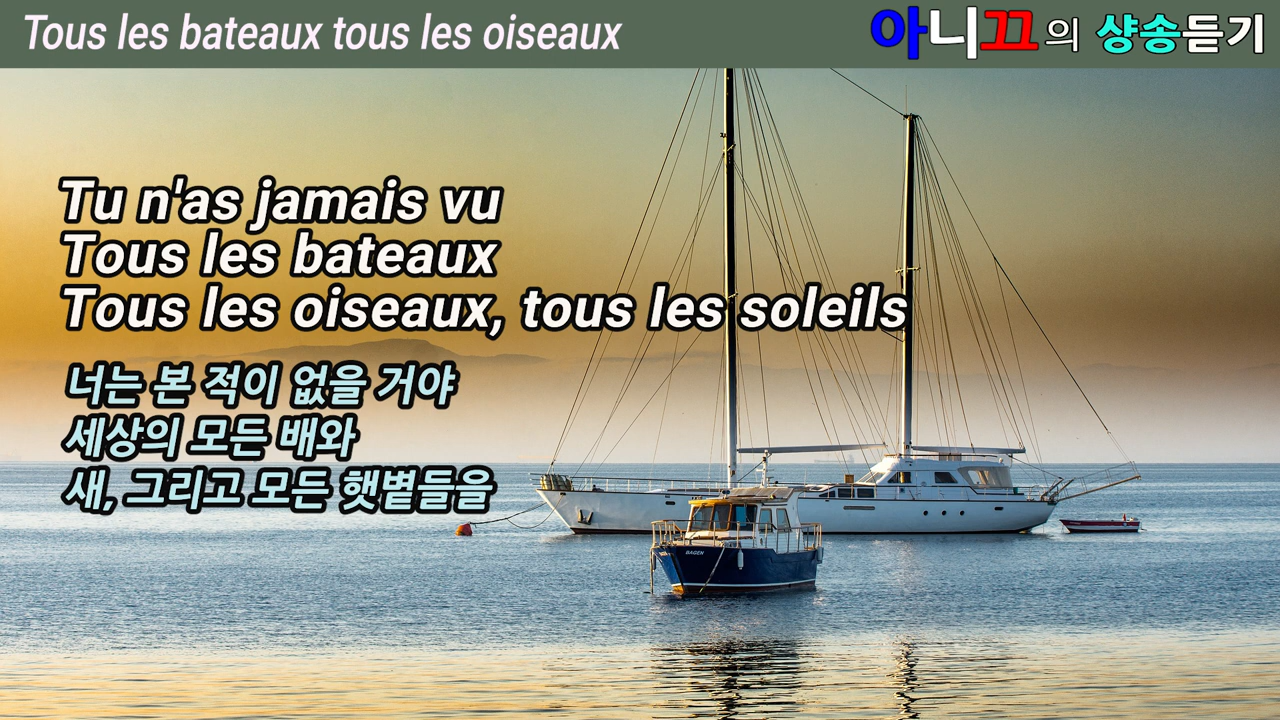 Tous les bateaux tous les oiseaux
아니끄의 샹송듣기
Tu n'as jamais vu
Tous les bateaux
Tous les oiseaux, tous les soleils
너는 본 적이 없을 거야
세상의 모든 배와
새, 그리고 모든 햇볕들을
BAGEN